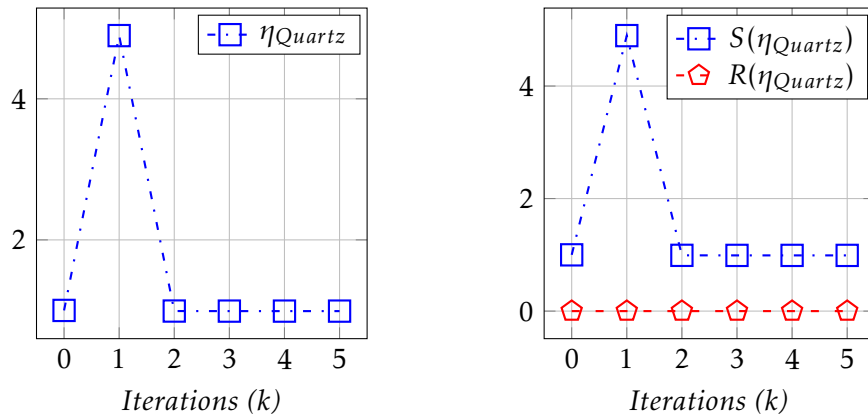 η_Quartz
4
2
0 1 2 3 4 5
Iterations (k)
S(η_Quartz)
R(η_Quartz)
4
2
0
0 1 2 3 4 5
Iterations (k)